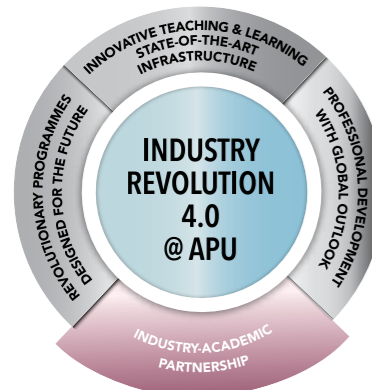 INNOVATIVE TEACHING & LEARNING
STATE-OF-THE-ART
INFRASTRUCTURE
REVOLUTIONARY PROGRAMMES
DESIGNED FOR THE FUTURE
INDUSTRY
REVOLUTION
4.0
@ APU
PROFESSIONAL DEVELOPMENT
WITH GLOBAL OUTLOOK
INDUSTRY-ACADEMIC
PARTNERSHIP